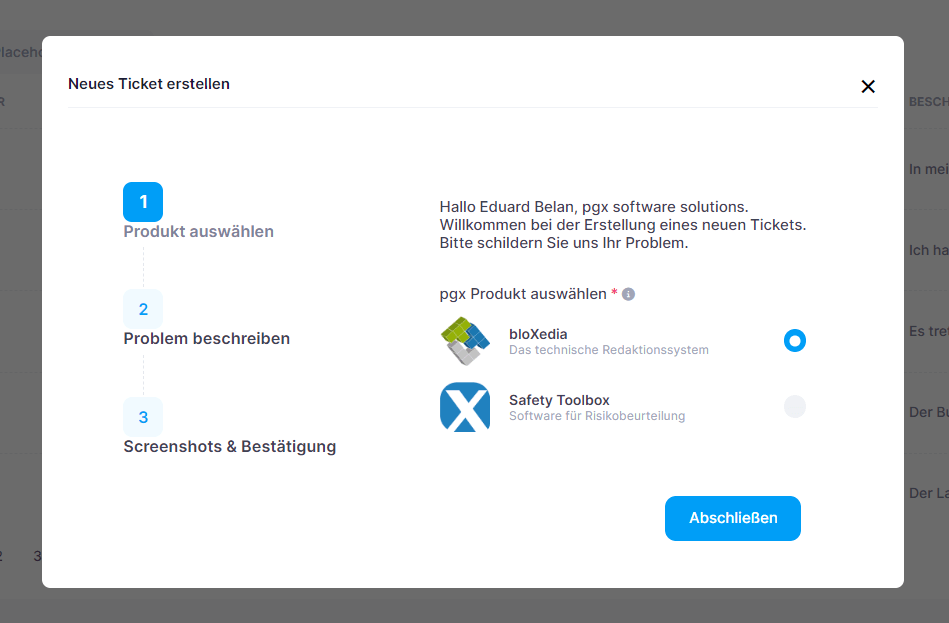 Neues Ticket erstellen
1
Produkt auswählen
2
Problem beschreiben
3
Screenshots & Bestätigung
Hallo Eduard Belan, pgx software solutions.
Willkommen bei der Erstellung eines neuen Tickets.
Bitte schildern Sie uns Ihr Problem.
pgx Produkt auswählen *
bloXedia
Das technische Redaktionssystem
Safety Toolbox
Software für Risikobeurteilung
Abschließen
R
BESCH
In mei
Ich ha
Es tre
Der Bu
Der La
2 3